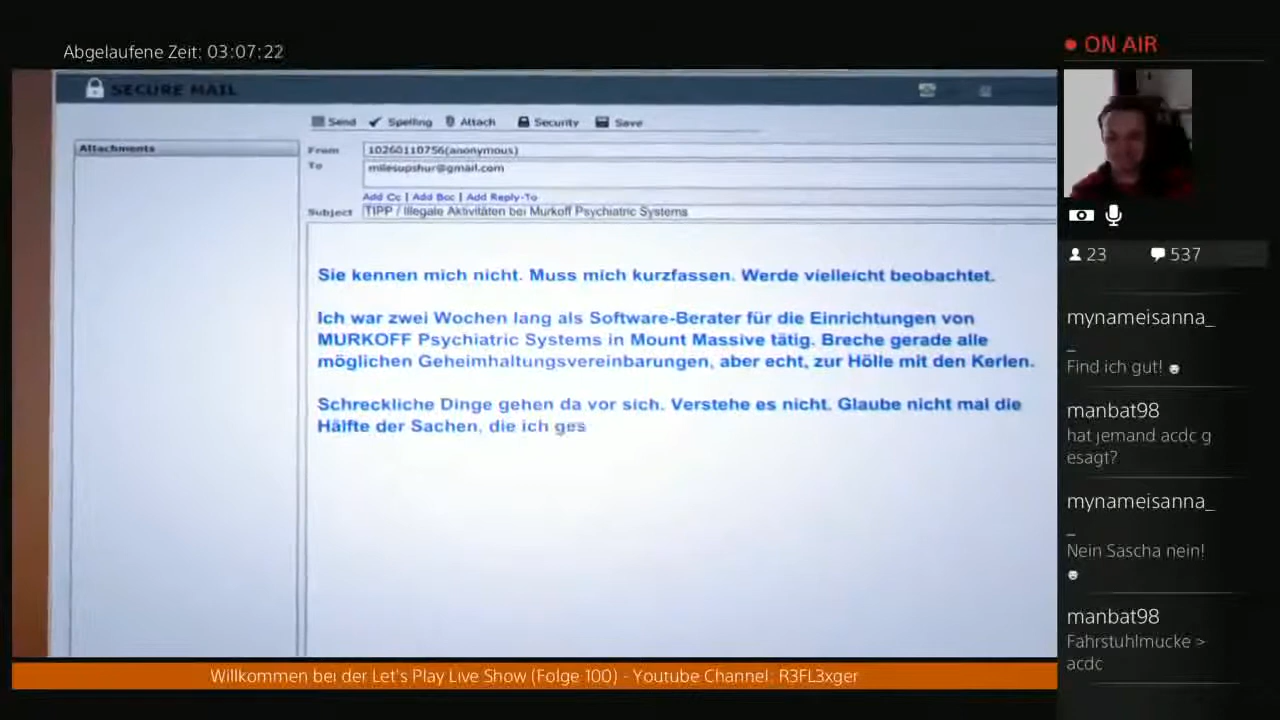 Abgelaufene Zeit: 03:07:22
ON AIR
SECURE MAIL
Send Spelling Attach Security Save
Attachments
From 10260110756(anonymous)
To milesupshur@gmail.com
Add Cc | Add Bcc | Add Reply-To
Subject TIPP / Illegale Aktivitäten bei Murkoff Psychiatric Systems
Sie kennen mich nicht. Muss mich kurzfassen. Werde vielleicht beobachtet.
Ich war zwei Wochen lang als Software-Berater für die Einrichtungen von
MURKOFF Psychiatric Systems in Mount Massive tätig. Breche gerade alle
möglichen Geheimhaltungsvereinbarungen, aber echt, zur Hölle mit den Kerlen.
Schreckliche Dinge gehen da vor sich. Verstehe es nicht. Glaube nicht mal die
Hälfte der Sachen, die ich ges
23 537
mynameisanna_
_
Find ich gut!
manbat98
hat jemand acdc g
esagt?
mynameisanna_
_
Nein Sascha nein!
manbat98
Fahrstuhlmucke >
acdc
Willkommen bei der Let's Play Live Show (Folge 100) - Youtube Channel: R3FL3xger